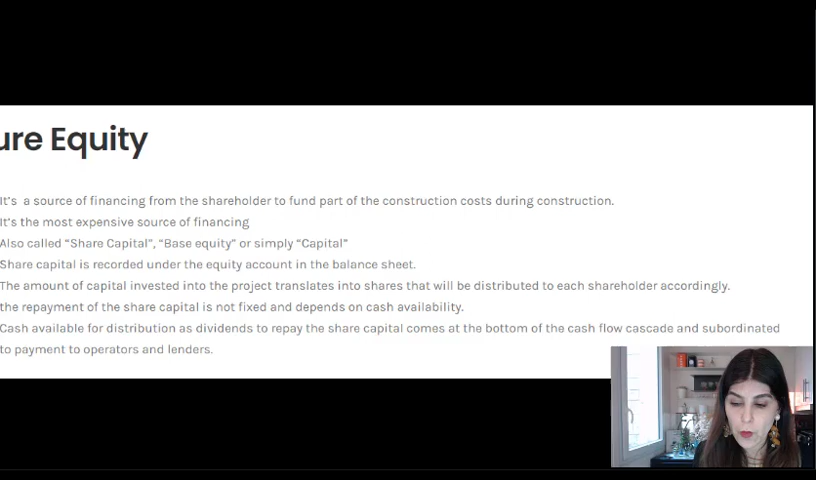 ure Equity
It's a source of financing from the shareholder to fund part of the construction costs during construction.
It's the most expensive source of financing
Also called “Share Capital”, “Base equity” or simply “Capital”
Share capital is recorded under the equity account in the balance sheet.
The amount of capital invested into the project translates into shares that will be distributed to each shareholder accordingly.
the repayment of the share capital is not fixed and depends on cash availability.
Cash available for distribution as dividends to repay the share capital comes at the bottom of the cash flow cascade and subordinated
to payment to operators and lenders.